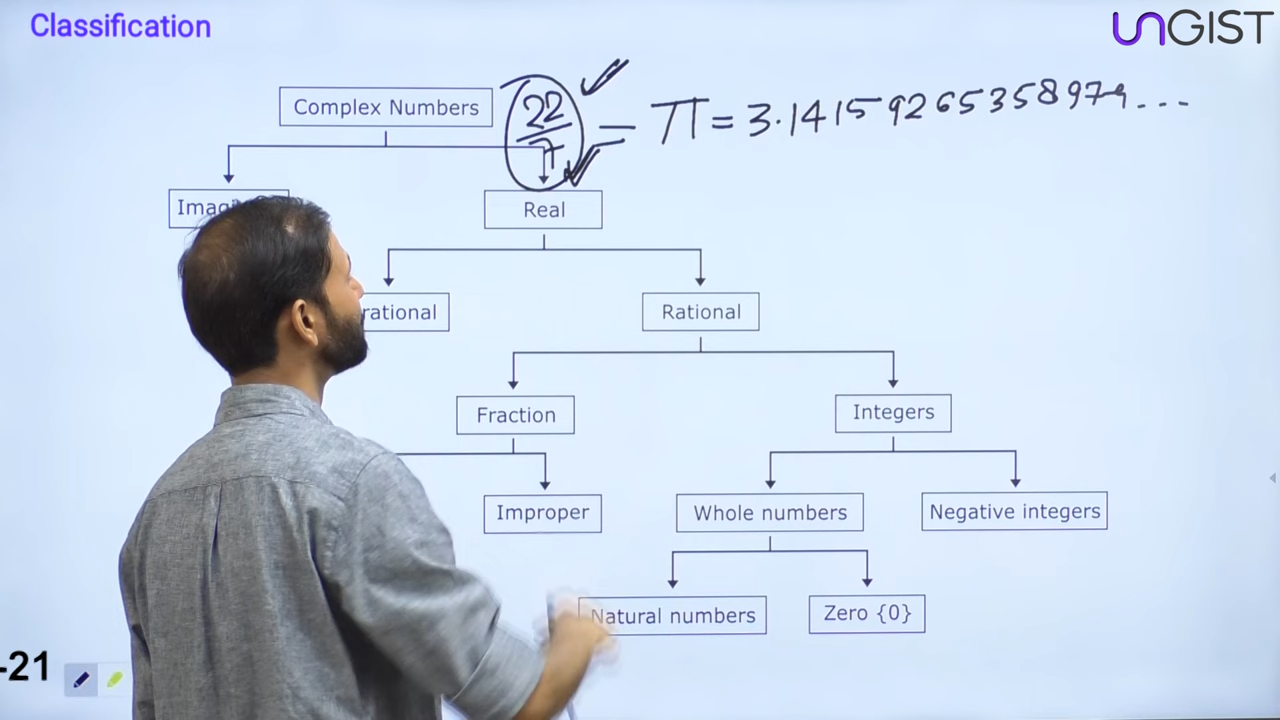 Classification
UNGIST
Complex Numbers
22/7 = π = 3.14159265358979...
Imag
Real
rational
Rational
Fraction
Integers
Improper
Whole numbers
Negative integers
Natural numbers
Zero {0}
-21